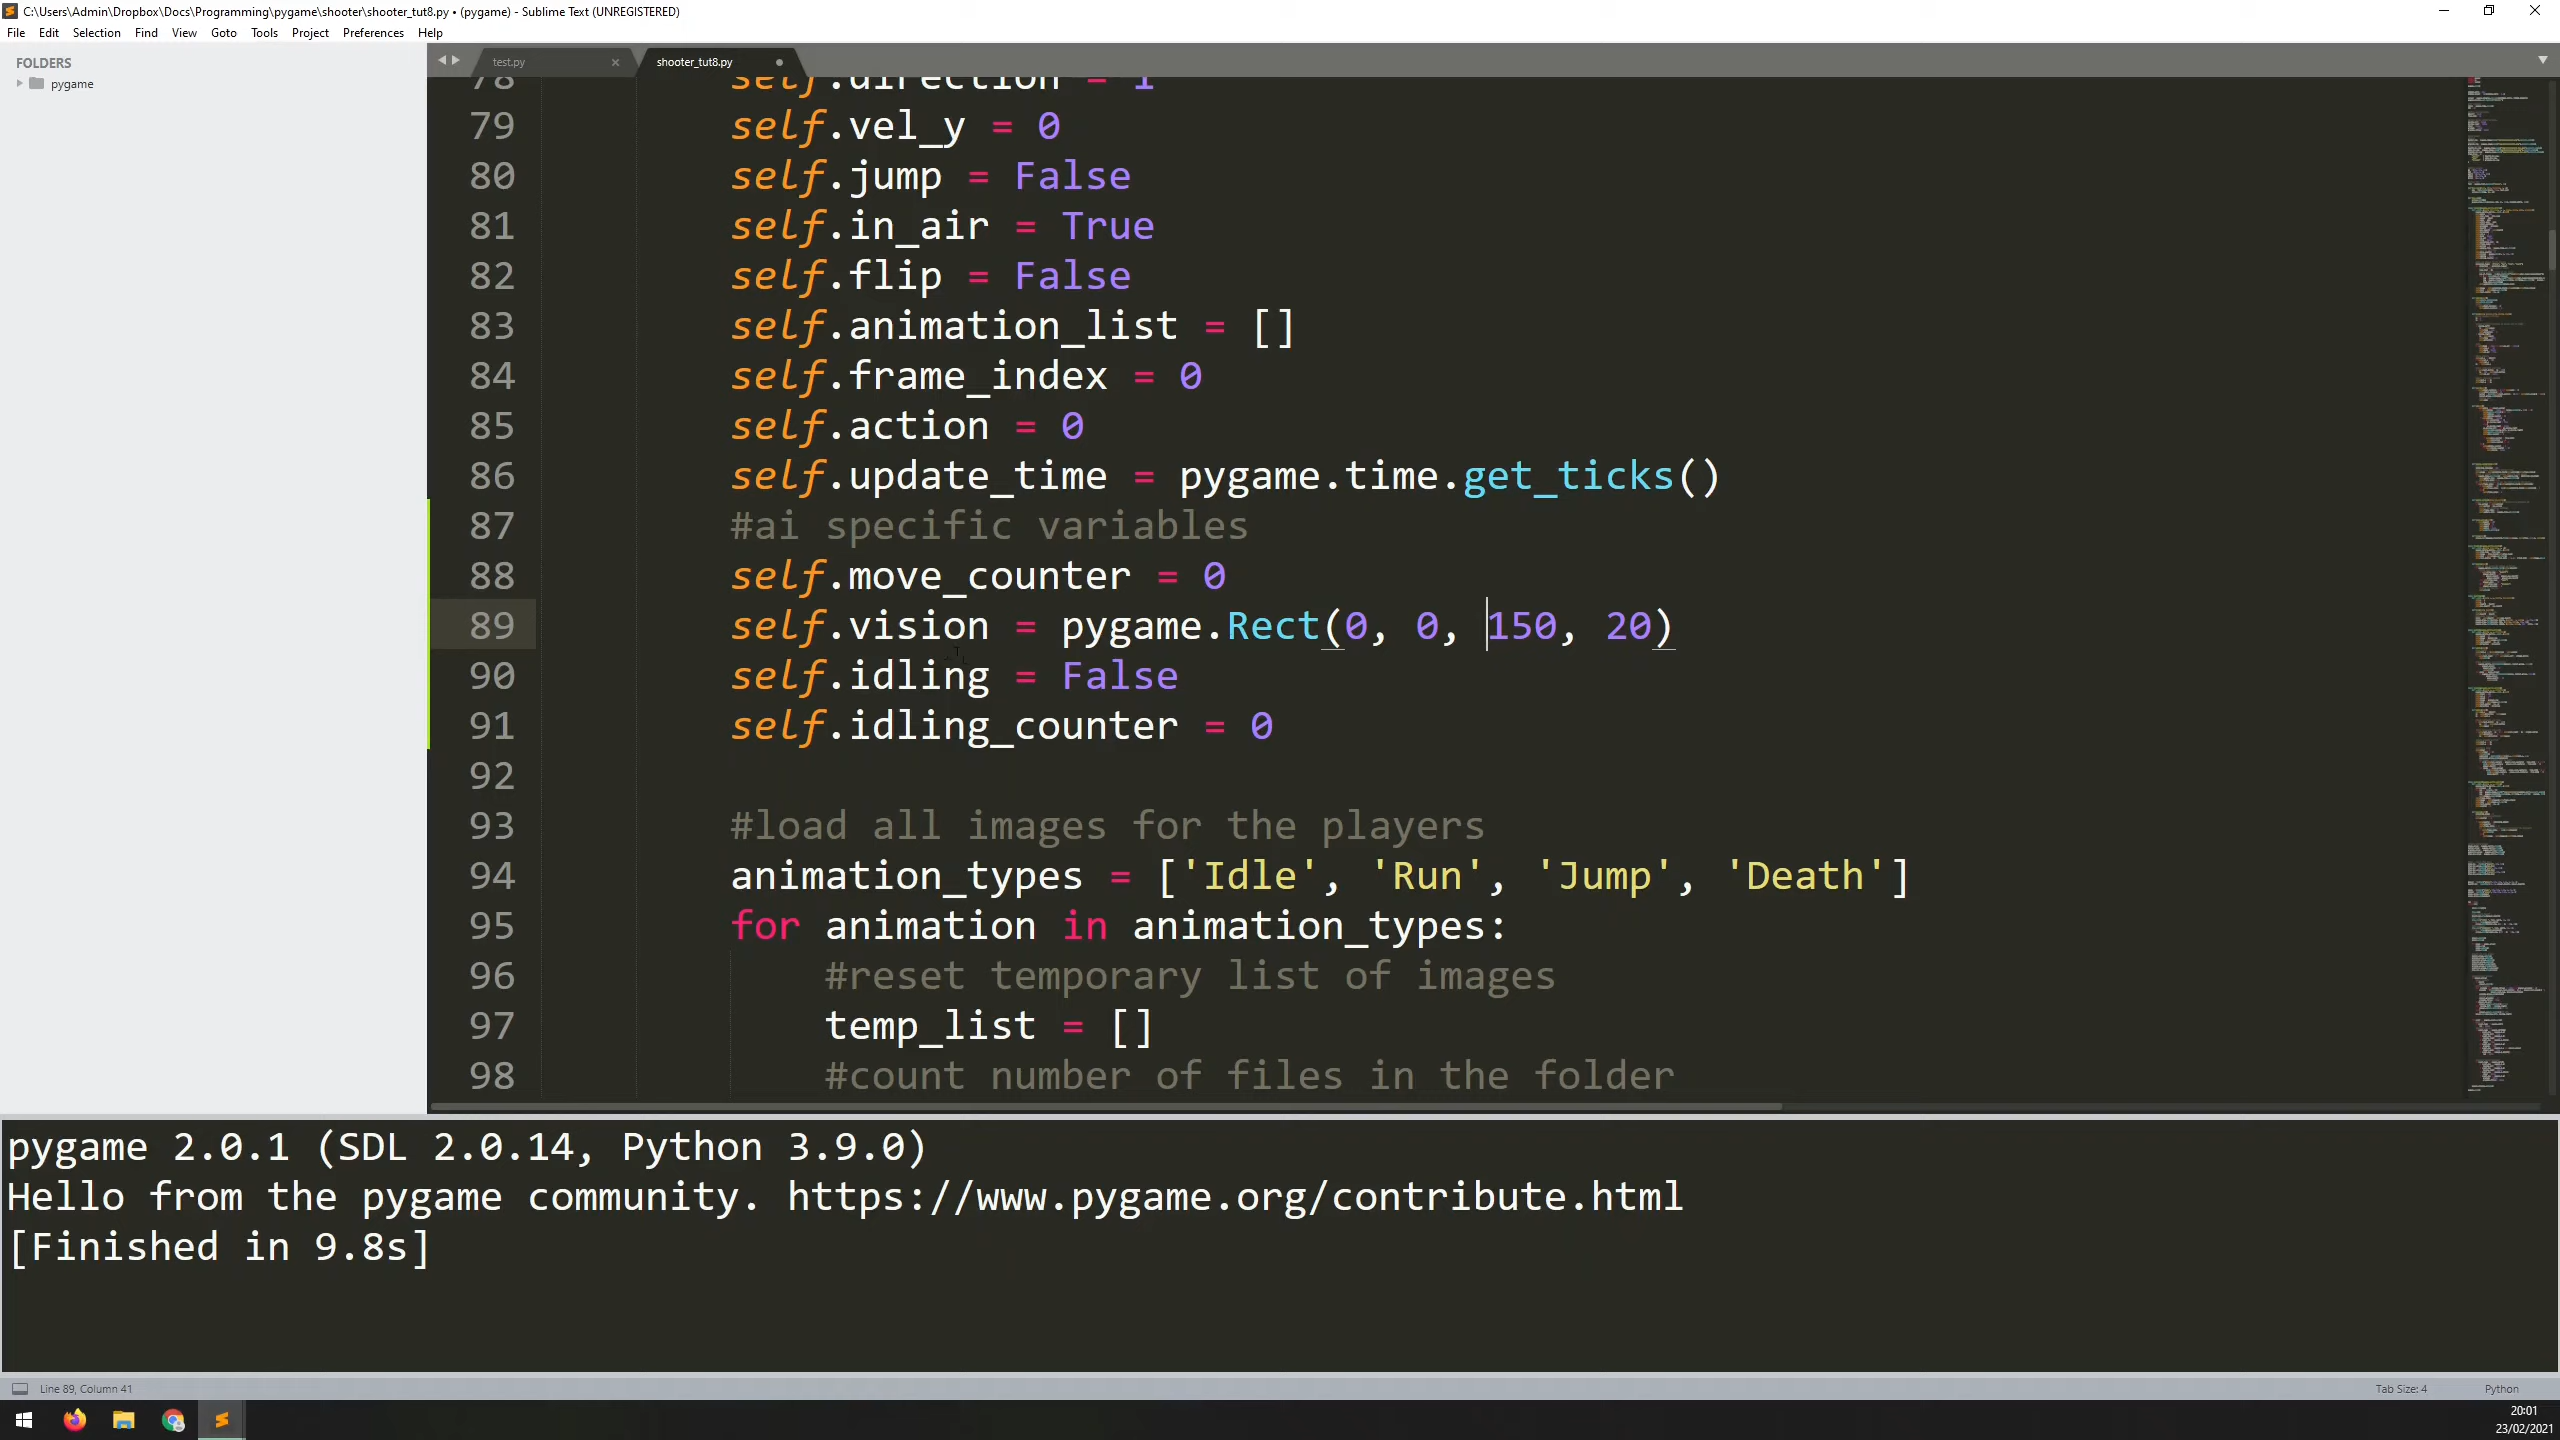 C:\Users\Admin\Dropbox\Docs\Programming\pygame\shooter\shooter_tut8.py • (pygame) - Sublime Text (UNREGISTERED)
File Edit Selection Find View Goto Tools Project Preferences Help
FOLDERS
pygame
test.py
shooter_tut8.py
78 self.direction = 1
79 self.vel_y = 0
80 self.jump = False
81 self.in_air = True
82 self.flip = False
83 self.animation_list = []
84 self.frame_index = 0
85 self.action = 0
86 self.update_time = pygame.time.get_ticks()
87 #ai specific variables
88 self.move_counter = 0
89 self.vision = pygame.Rect(0, 0, 150, 20)
90 self.idling = False
91 self.idling_counter = 0
92
93 #load all images for the players
94 animation_types = ['Idle', 'Run', 'Jump', 'Death']
95 for animation in animation_types:
96 #reset temporary list of images
97 temp_list = []
98 #count number of files in the folder
pygame 2.0.1 (SDL 2.0.14, Python 3.9.0)
Hello from the pygame community. https://www.pygame.org/contribute.html
[Finished in 9.8s]
Line 89, Column 41
Tab Size: 4
Python
20:01
23/02/2021